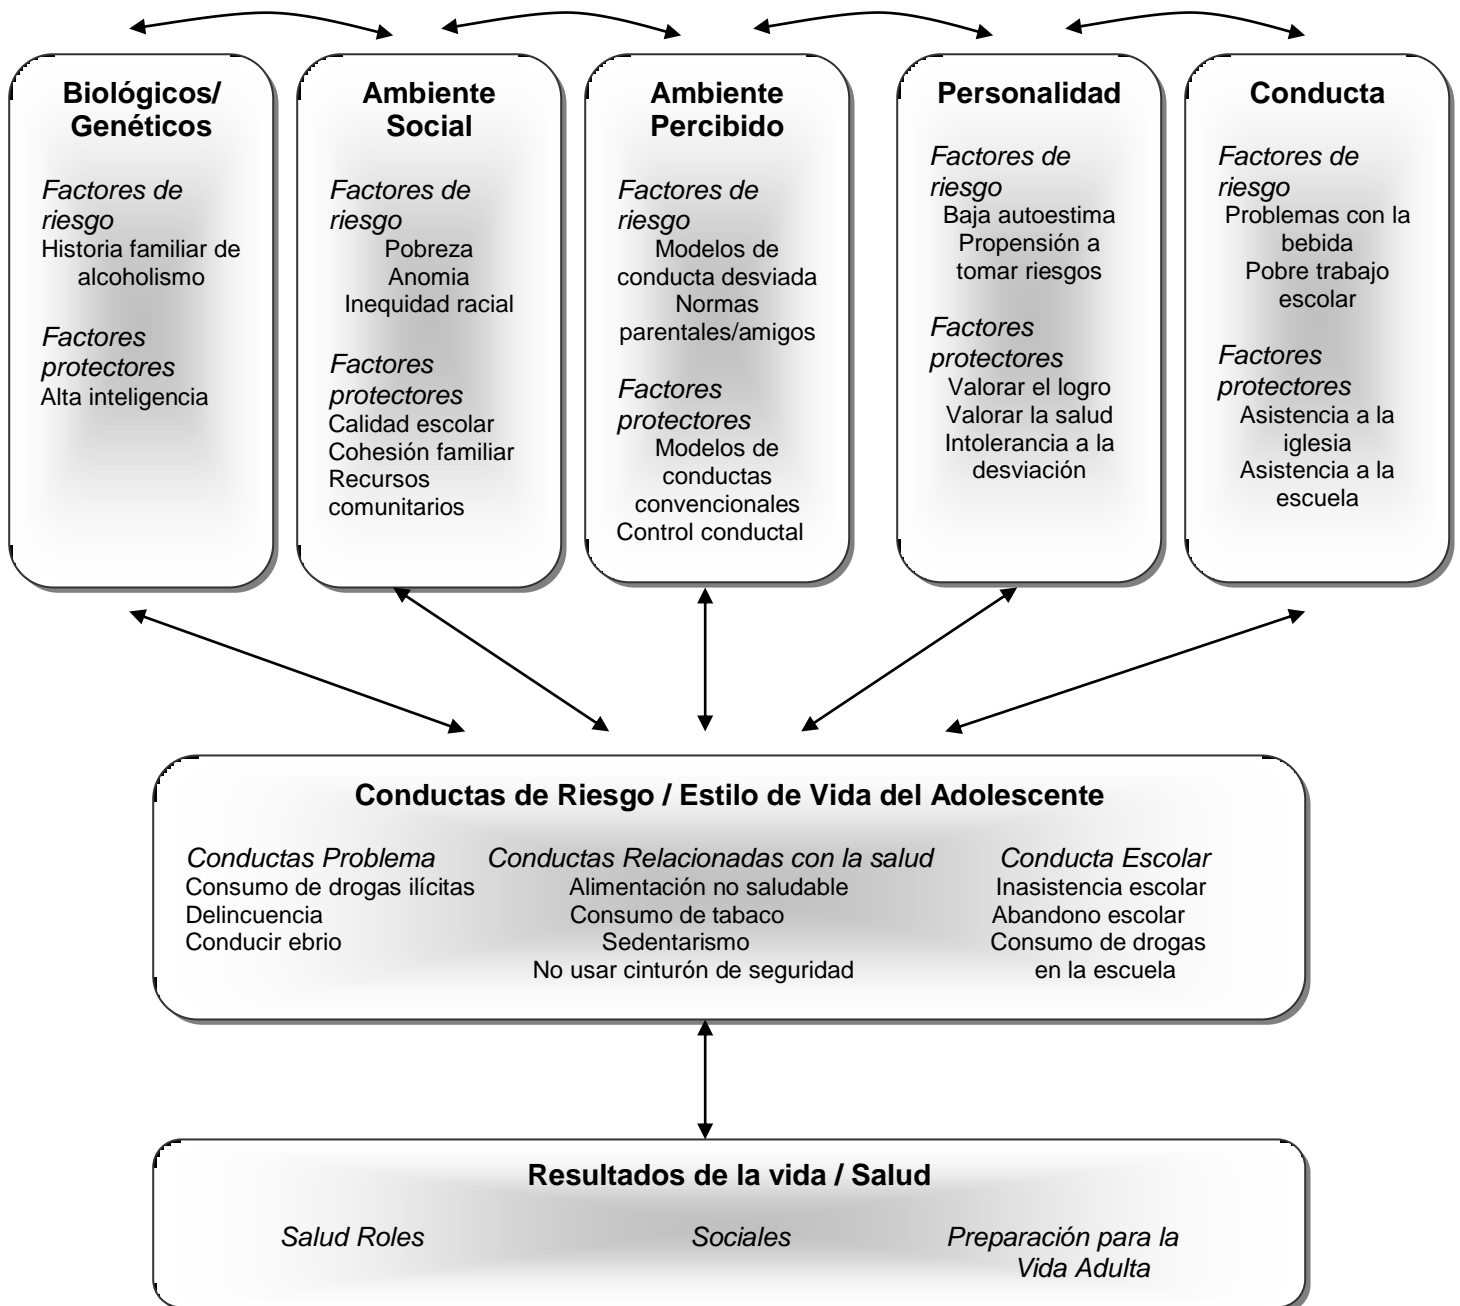 Biológicos/
Genéticos
Factores de
riesgo
Historia familiar de
alcoholismo
Factores
protectores
Alta inteligencia
Ambiente
Social
Factores de
riesgo
Pobreza
Anomia
Inequidad racial
Factores
protectores
Calidad escolar
Cohesión familiar
Recursos
comunitarios
Ambiente
Percibido
Factores de
riesgo
Modelos de
conducta desviada
Normas
parentales/amigos
Factores
protectores
Modelos de
conductas
convencionales
Control conductal
Personalidad
Factores de
riesgo
Baja autoestima
Propensión a
tomar riesgos
Factores
protectores
Valorar el logro
Valorar la salud
Intolerancia a la
desviación
Conducta
Factores de
riesgo
Problemas con la
bebida
Pobre trabajo
escolar
Factores
protectores
Asistencia a la
iglesia
Asistencia a la
escuela
Conductas de Riesgo / Estilo de Vida del Adolescente
Conductas Problema
Consumo de drogas ilícitas
Delincuencia
Conducir ebrio
Conductas Relacionadas con la salud
Alimentación no saludable
Consumo de tabaco
Sedentarismo
No usar cinturón de seguridad
Conducta Escolar
Inasistencia escolar
Abandono escolar
Consumo de drogas
en la escuela
Resultados de la vida / Salud
Salud Roles
Sociales
Preparación para la
Vida Adulta